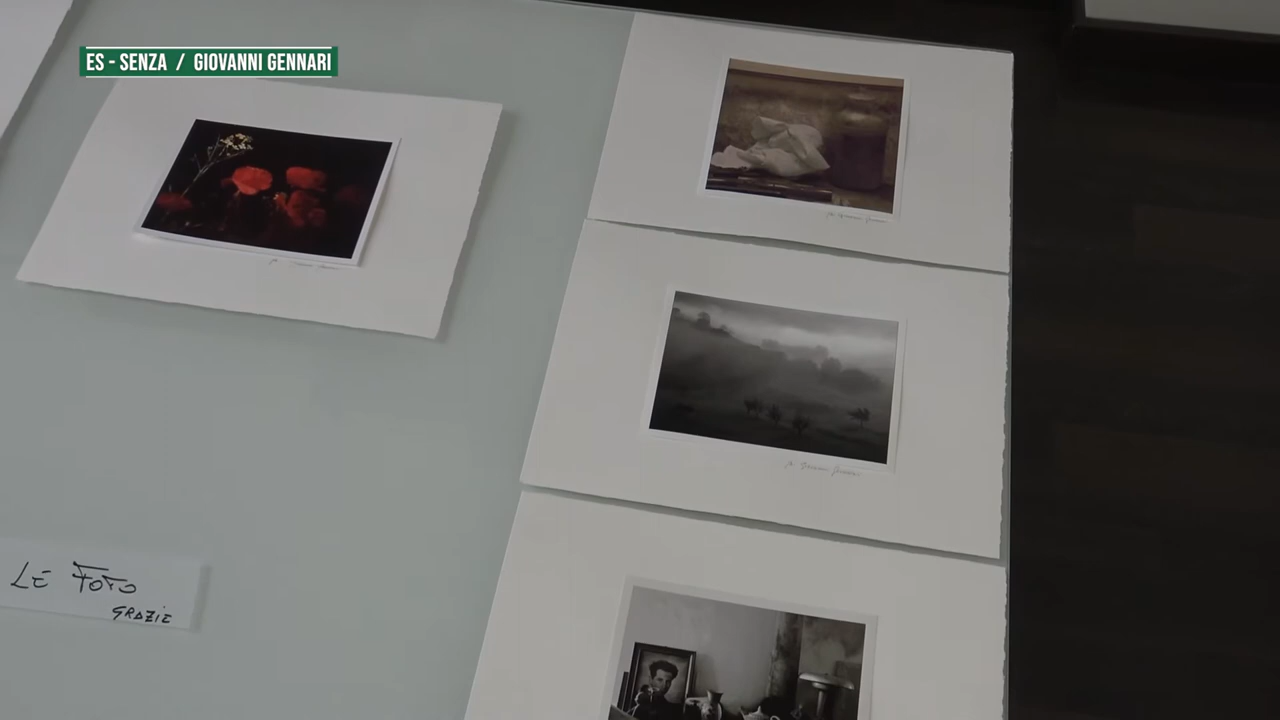 ES - SENZA / GIOVANNI GENNARI
LE FOTO
GRAZIE